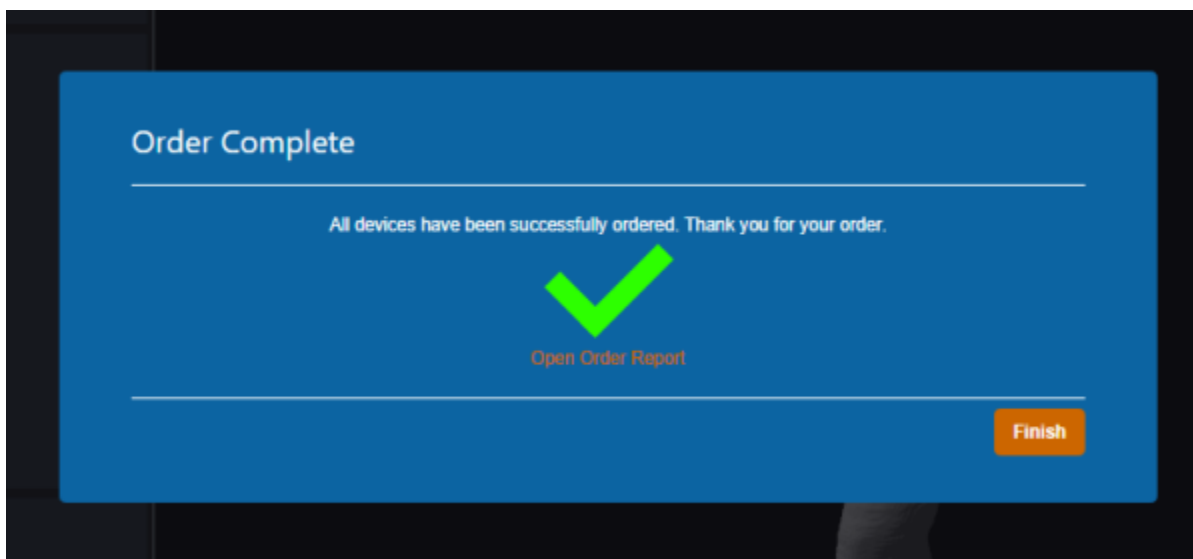 Order Complete
All devices have been successfully ordered. Thank you for your order.
Open Order Report
Finish